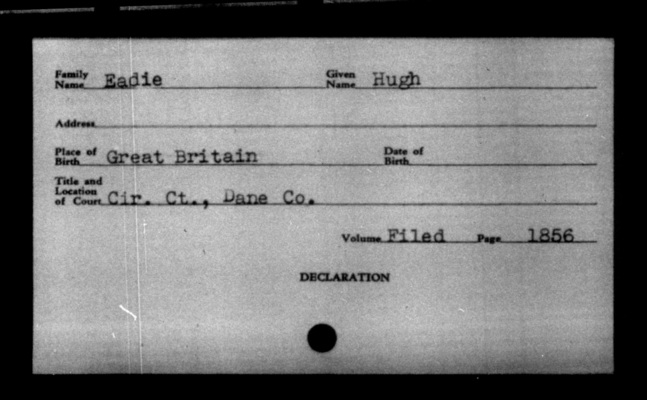 Family Name Eadie Given Name Hugh
Address
Place of Birth Great Britain Date of Birth
Title and Location of Court Cir. Ct., Dane Co.
Volume Filed Page 1856
DECLARATION